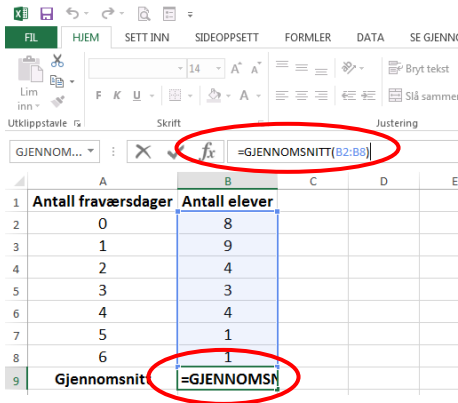 FIL HJEM SETT INN SIDEOPPSETT FORMLER DATA SE GJENNO
Lim inn
14 A A Bryt tekst
F K U A Slå sammer
Utklippstavle Skrift Justering
GJENNOM... fx =GJENNOMSNITT(B2:B8)
A B C D E
1 Antall fraværsdager Antall elever
2 0 8
3 1 9
4 2 4
5 3 3
6 4 4
7 5 1
8 6 1
9 Gjennomsnitt =GJENNOMSN